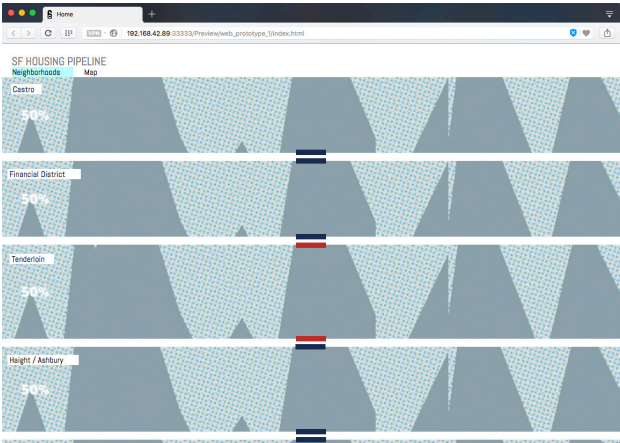 Home
VPN
192.168.42.89:33333/Preview/web_prototype_1/index.html
SF HOUSING PIPELINE
Neighborhoods Map
Castro
50%
Financial District
50%
Tenderloin
50%
Haight / Ashbury
50%